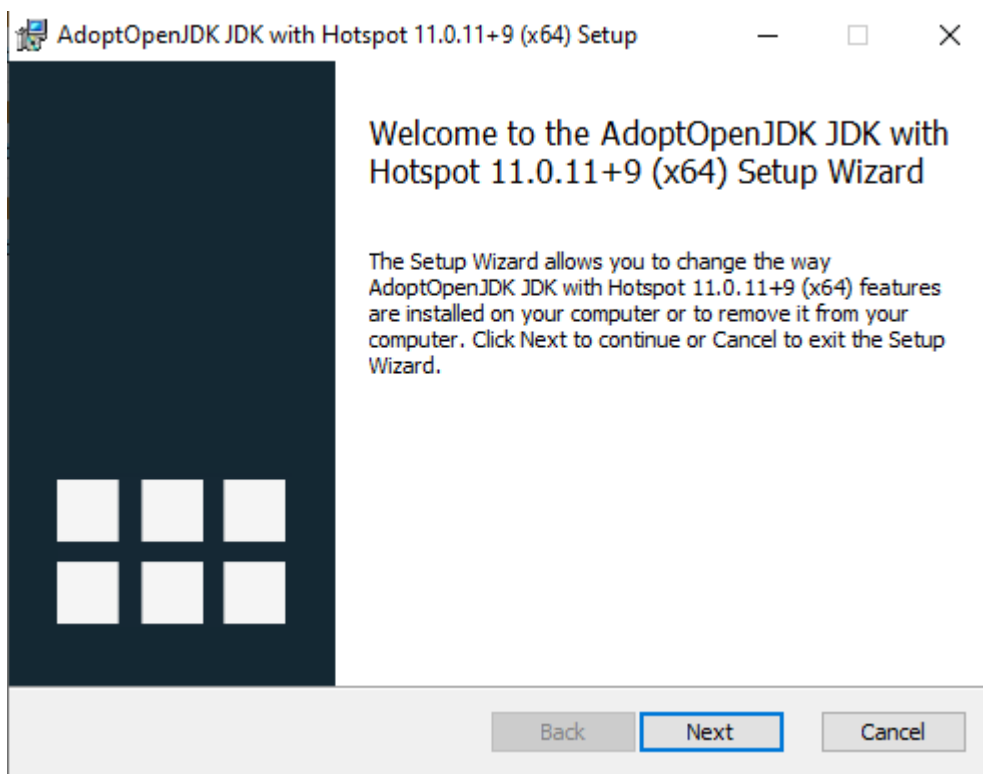 AdoptOpenJDK JDK with Hotspot 11.0.11+9 (x64) Setup
Welcome to the AdoptOpenJDK JDK with
Hotspot 11.0.11+9 (x64) Setup Wizard
The Setup Wizard allows you to change the way
AdoptOpenJDK JDK with Hotspot 11.0.11+9 (x64) features
are installed on your computer or to remove it from your
computer. Click Next to continue or Cancel to exit the Setup
Wizard.
Back
Next
Cancel